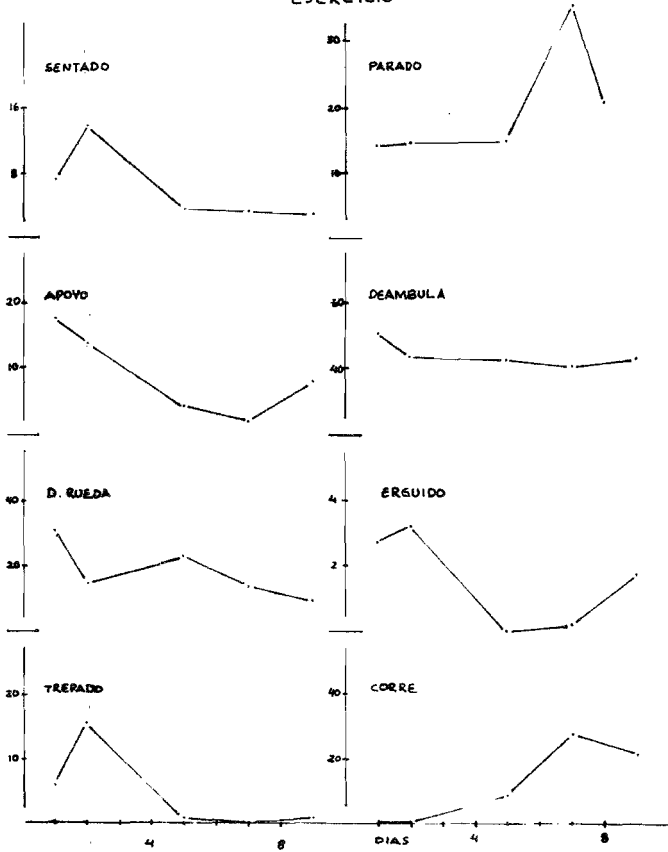 EJERCICIO
SENTADO
16
8
PARADO
30
20
10
APOYO
20
10
DEAMBULA
40
D. RUEDA
40
20
ERGUIDO
4
2
TREPADO
20
10
4
8
CORRE
40
20
DIAS
4
8